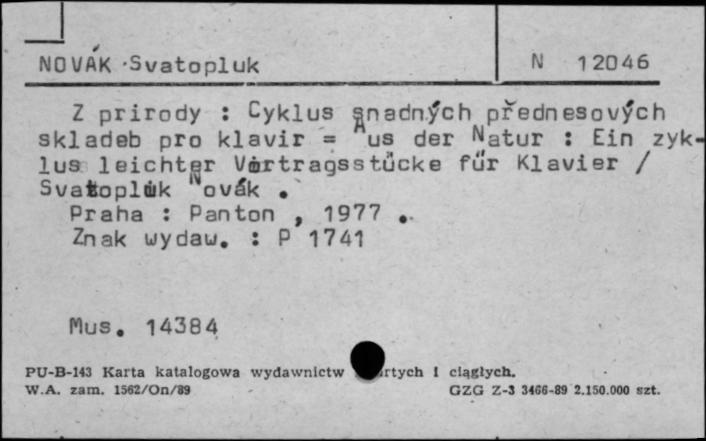 NOVÁK Svatopluk
N 12046
Z prirody : Cyklus snadných přednesových
skladeb pro klavir = Aus der Natur : Ein zyk-
lus leichter Vortragsstücke für Klavier /
Svatopluk Novák .
Praha : Panton , 1977 .
Znak wydaw. : P 1741
Mus. 14384
PU-B-143 Karta katalogowa wydawnictw rtych i ciągłych.
W.A. zam. 1562/On/89
GZG Z-3 3466-89 2.150.000 szt.